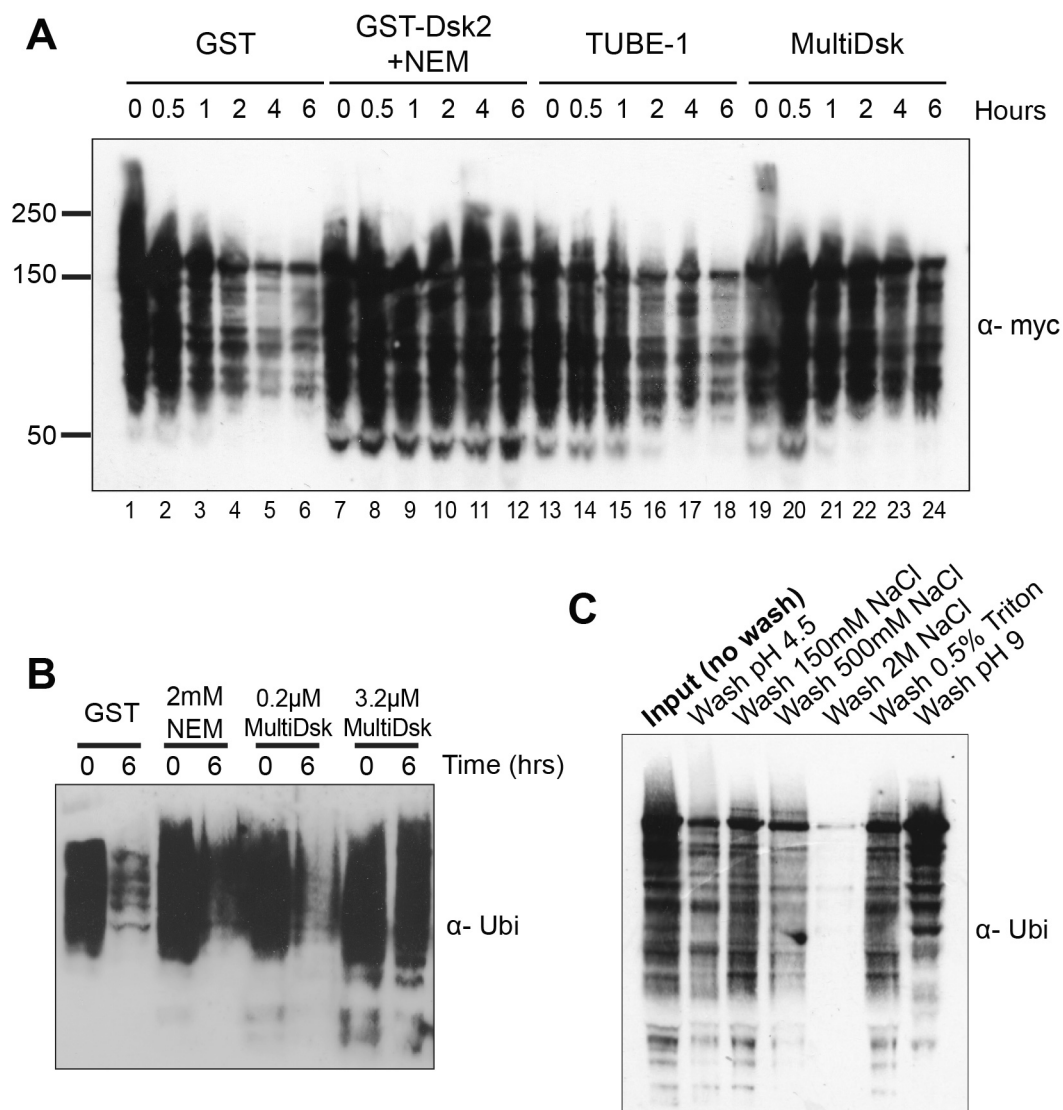 A
GST
GST-Dsk2
+NEM
TUBE-1
MultiDsk
0 0.5 1 2 4 6 0 0.5 1 2 4 6 0 0.5 1 2 4 6 0 0.5 1 2 4 6 Hours
250
150
50
α- myc
1 2 3 4 5 6 7 8 9 10 11 12 13 14 15 16 17 18 19 20 21 22 23 24
B
GST
2mM
NEM
0.2µM
MultiDsk
3.2µM
MultiDsk
0 6 0 6 0 6 0 6 Time (hrs)
α- Ubi
C
Input (no wash)
Wash pH 4.5
Wash 150mM NaCl
Wash 500mM NaCl
Wash 2M NaCl
Wash 0.5% Triton
Wash pH 9
α- Ubi